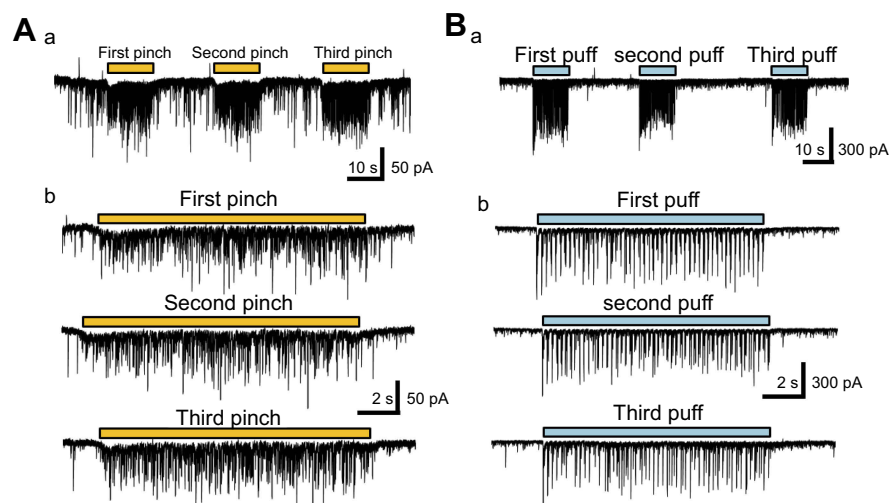 A
a
First pinch
Second pinch
Third pinch
10 s
50 pA
b
First pinch
Second pinch
2 s
50 pA
Third pinch
B
a
First puff
second puff
Third puff
10 s
300 pA
b
First puff
second puff
2 s
300 pA
Third puff